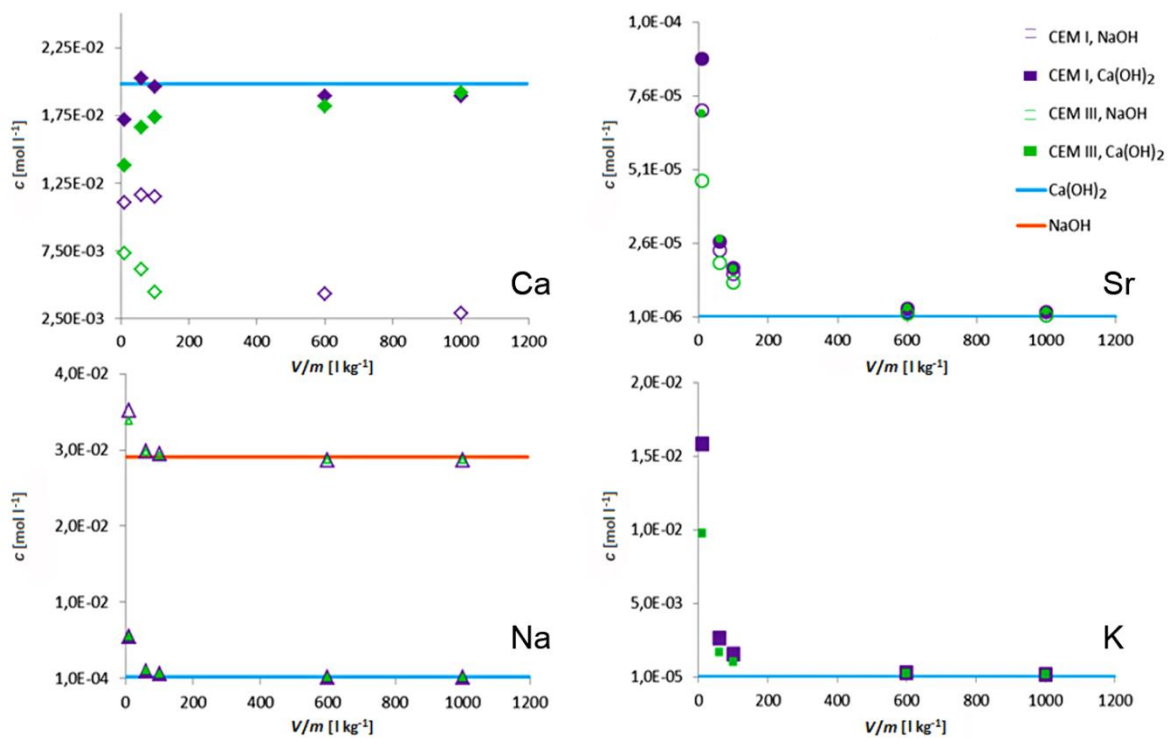 2,25E-02
1,75E-02
1,25E-02
7,50E-03
2,50E-03
c [mol l-1]
Ca
0 200 400 600 800 1000 1200
V/m [l kg-1]
1,0E-04
7,6E-05
5,1E-05
2,6E-05
1,0E-06
c [mol l-1]
Sr
0 200 400 600 800 1000 1200
V/m [l kg-1]
CEM I, NaOH
CEM I, Ca(OH)2
CEM III, NaOH
CEM III, Ca(OH)2
Ca(OH)2
NaOH
4,0E-02
3,0E-02
2,0E-02
1,0E-02
1,0E-04
c [mol l-1]
Na
0 200 400 600 800 1000 1200
V/m [l kg-1]
2,0E-02
1,5E-02
1,0E-02
5,0E-03
1,0E-05
c [mol l-1]
K
0 200 400 600 800 1000 1200
V/m [l kg-1]